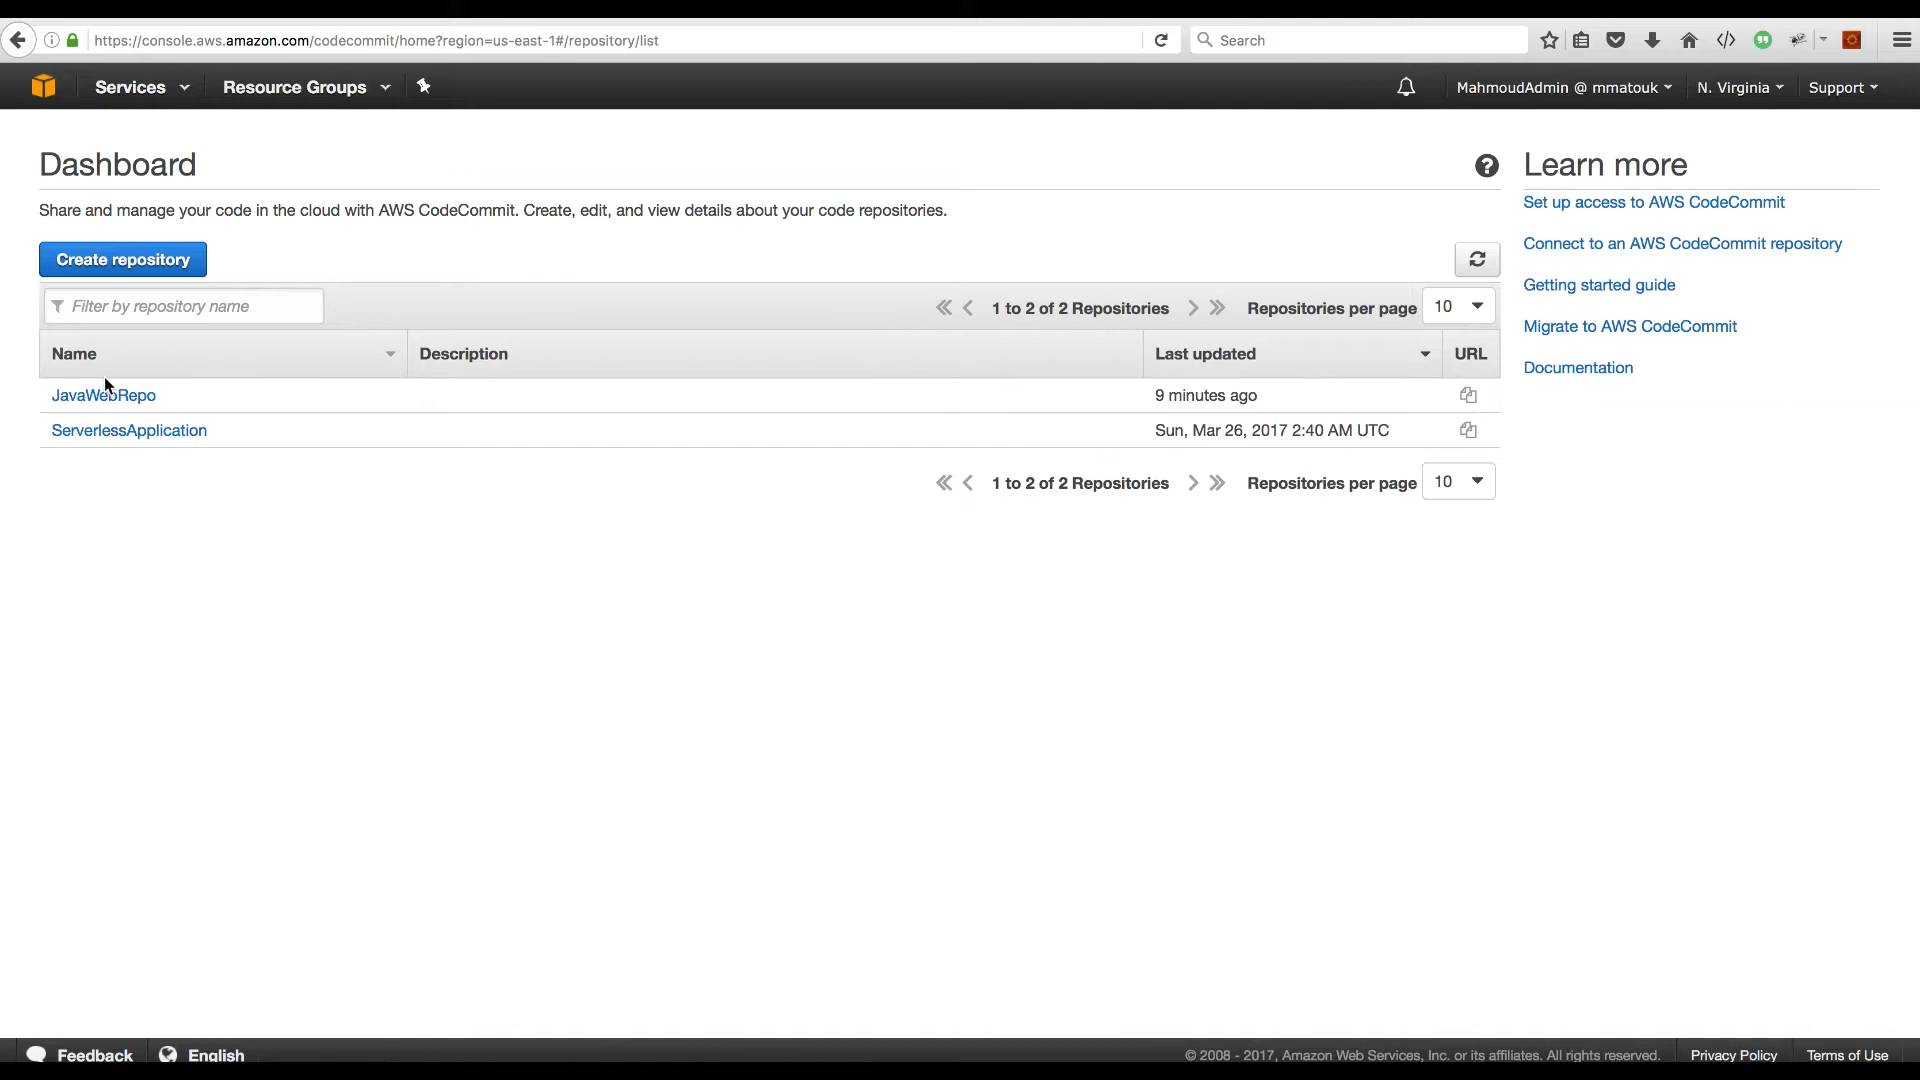 https://console.aws.amazon.com/codecommit/home?region=us-east-1#/repository/list
Search
Services
Resource Groups
MahmoudAdmin @ mmatouk
N. Virginia
Support
Dashboard
Learn more
Share and manage your code in the cloud with AWS CodeCommit. Create, edit, and view details about your code repositories.
Set up access to AWS CodeCommit
Connect to an AWS CodeCommit repository
Getting started guide
Migrate to AWS CodeCommit
Documentation
Create repository
Filter by repository name
1 to 2 of 2 Repositories
Repositories per page
10
Name
Description
Last updated
URL
JavaWebRepo
9 minutes ago
ServerlessApplication
Sun, Mar 26, 2017 2:40 AM UTC
1 to 2 of 2 Repositories
Repositories per page
10
Feedback
English
© 2008 - 2017, Amazon Web Services, Inc. or its affiliates. All rights reserved.
Privacy Policy
Terms of Use